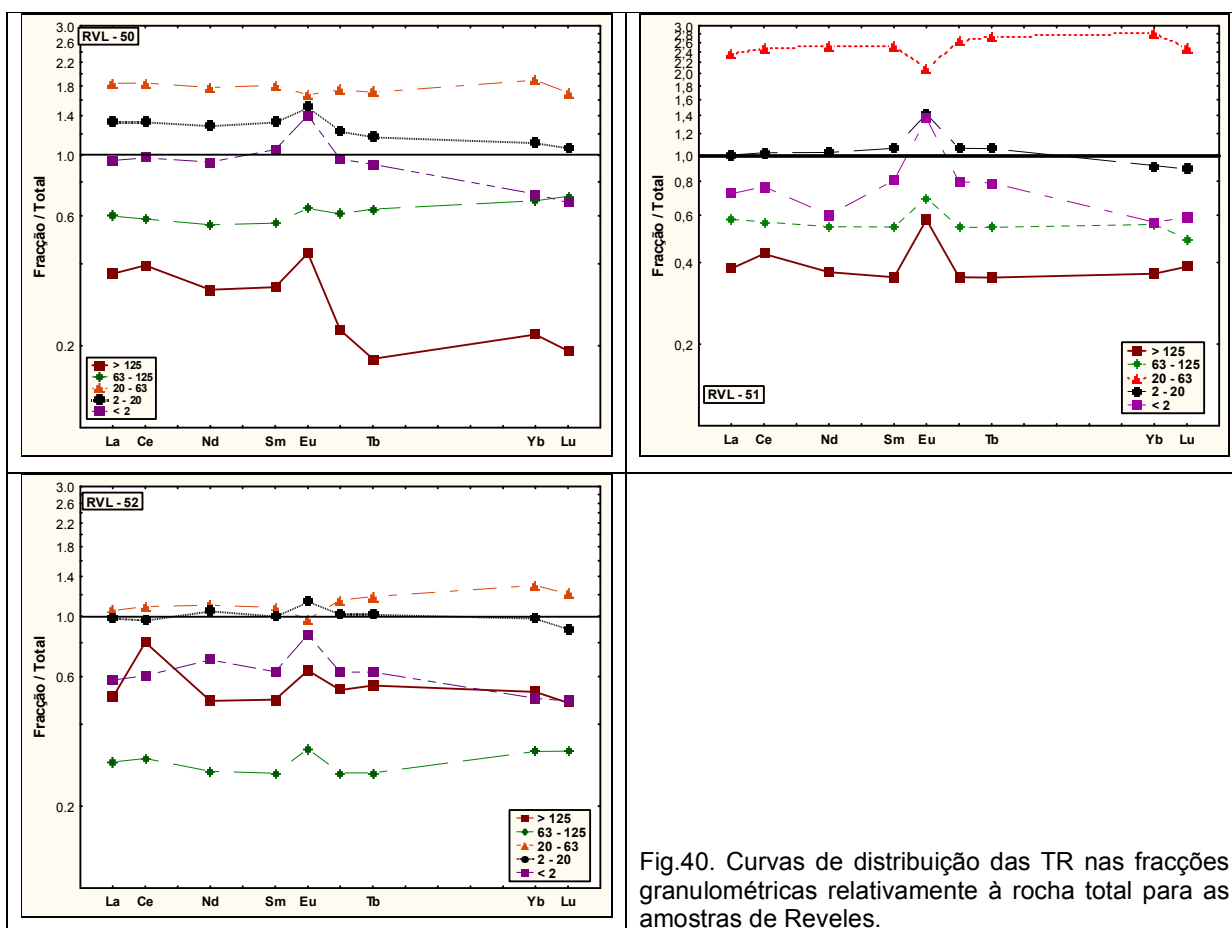 RVL - 50
3.0
2.6
2.2
1.8
1.4
1.0
0.6
0.2
Fracção / Total
> 125
63 - 125
20 - 63
2 - 20
< 2
La Ce Nd Sm Eu Tb Yb Lu
3,0
2,8
2,6
2,4
2,2
2,0
1,8
1,6
1,4
1,2
1,0
0,8
0,6
0,4
0,2
Fracção / Total
RVL - 51
> 125
63 - 125
20 - 63
2 - 20
< 2
La Ce Nd Sm Eu Tb Yb Lu
RVL - 52
3.0
2.6
2.2
1.8
1.4
1.0
0.6
0.2
Fracção / Total
> 125
63 - 125
20 - 63
2 - 20
< 2
La Ce Nd Sm Eu Tb Yb Lu
Fig.40. Curvas de distribuição das TR nas fracções
granulométricas relativamente à rocha total para as
amostras de Reveles.